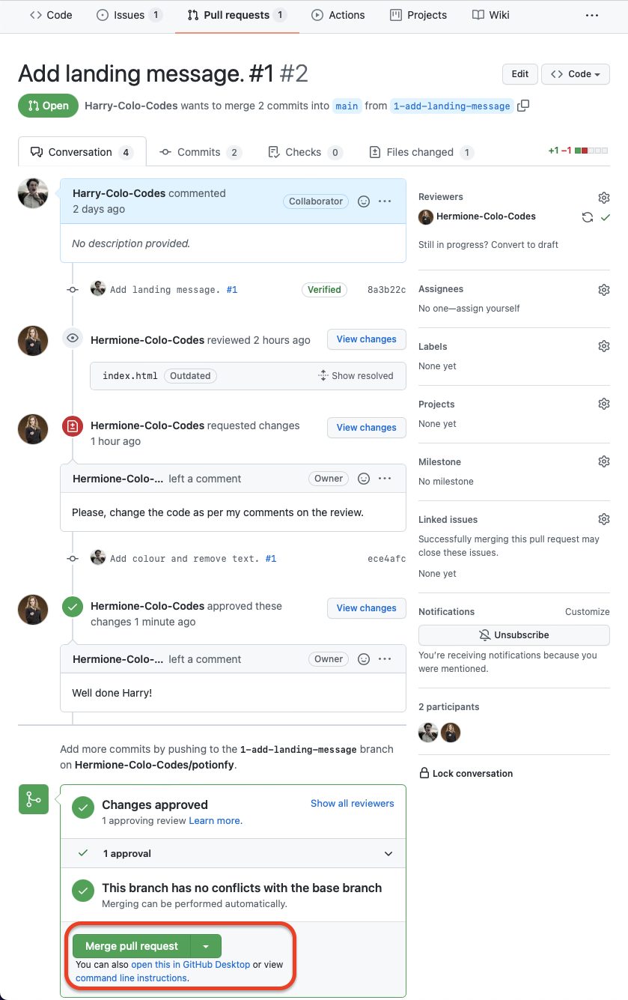 Code Issues 1 Pull requests 1 Actions Projects Wiki ...
Add landing message. #1 #2
Edit Code
Open Harry-Colo-Codes wants to merge 2 commits into main from 1-add-landing-message
Conversation 4 Commits 2 Checks 0 Files changed 1 +1 −1
Harry-Colo-Codes commented
2 days ago
Collaborator ...
No description provided.
Add landing message. #1 Verified 8a3b22c
Hermione-Colo-Codes reviewed 2 hours ago View changes
index.html Outdated Show resolved
Hermione-Colo-Codes requested changes
1 hour ago
View changes
Hermione-Colo-... left a comment Owner ...
Please, change the code as per my comments on the review.
Add colour and remove text. #1 ece4afc
Hermione-Colo-Codes approved these
changes 1 minute ago
View changes
Hermione-Colo-... left a comment Owner ...
Well done Harry!
Add more commits by pushing to the 1-add-landing-message branch
on Hermione-Colo-Codes/potionfy.
Changes approved
Show all reviewers
1 approving review Learn more.
1 approval
This branch has no conflicts with the base branch
Merging can be performed automatically.
Merge pull request
You can also open this in GitHub Desktop or view
command line instructions.
Reviewers
Hermione-Colo-Codes
Still in progress? Convert to draft
Assignees
No one—assign yourself
Labels
None yet
Projects
None yet
Milestone
No milestone
Linked issues
Successfully merging this pull request may
close these issues.
None yet
Notifications Customize
Unsubscribe
You're receiving notifications because you
were mentioned.
2 participants
Lock conversation